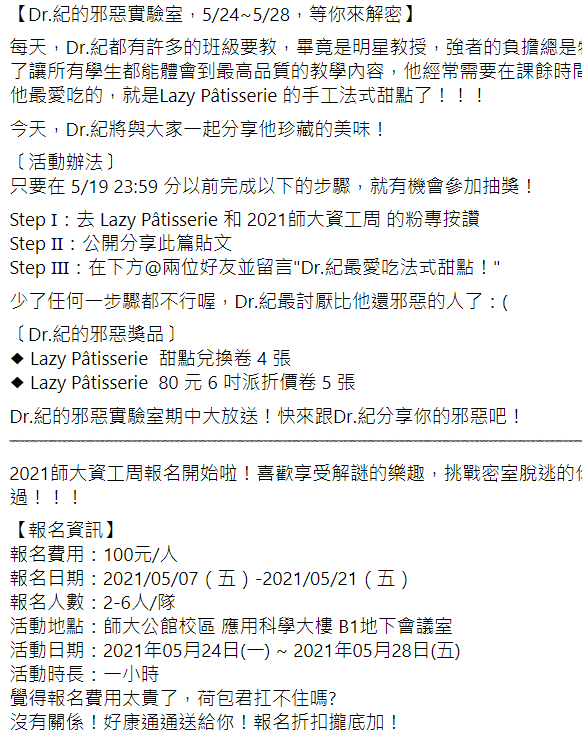 【Dr.紀的邪惡實驗室，5/24~5/28，等你來解密】
每天，Dr.紀都有許多的班級要教，畢竟是明星教授，強者的負擔總是
了讓所有學生都能體會到最高品質的教學內容，他經常需要在課餘時
他最愛吃的，就是Lazy Pâtisserie 的手工法式甜點了！！！
今天，Dr.紀將與大家一起分享他珍藏的美味！
〔活動辦法〕
只要在 5/19 23:59 分以前完成以下的步驟，就有機會參加抽獎！
Step I：去 Lazy Pâtisserie 和 2021師大資工周 的粉專按讚
Step II：公開分享此篇貼文
Step III：在下方@兩位好友並留言"Dr.紀最愛吃法式甜點！"
少了任何一步驟都不行喔，Dr.紀最討厭比他還邪惡的人了：(
〔Dr.紀的邪惡獎品〕
◆ Lazy Pâtisserie 甜點兌換卷 4 張
◆ Lazy Pâtisserie 80 元 6 吋派折價卷 5 張
Dr.紀的邪惡實驗室期中大放送！快來跟Dr.紀分享你的邪惡吧！
2021師大資工周報名開始啦！喜歡享受解謎的樂趣，挑戰密室脫逃的
過！！！
【報名資訊】
報名費用：100元/人
報名日期：2021/05/07（五）-2021/05/21（五）
報名人數：2-6人/隊
活動地點：師大公館校區 應用科學大樓 B1地下會議室
活動日期：2021年05月24日(一) ~ 2021年05月28日(五)
活動時長：一小時
覺得報名費用太貴了，荷包君扛不住嗎?
沒有關係！好康通通送給你！報名折扣攏底加！